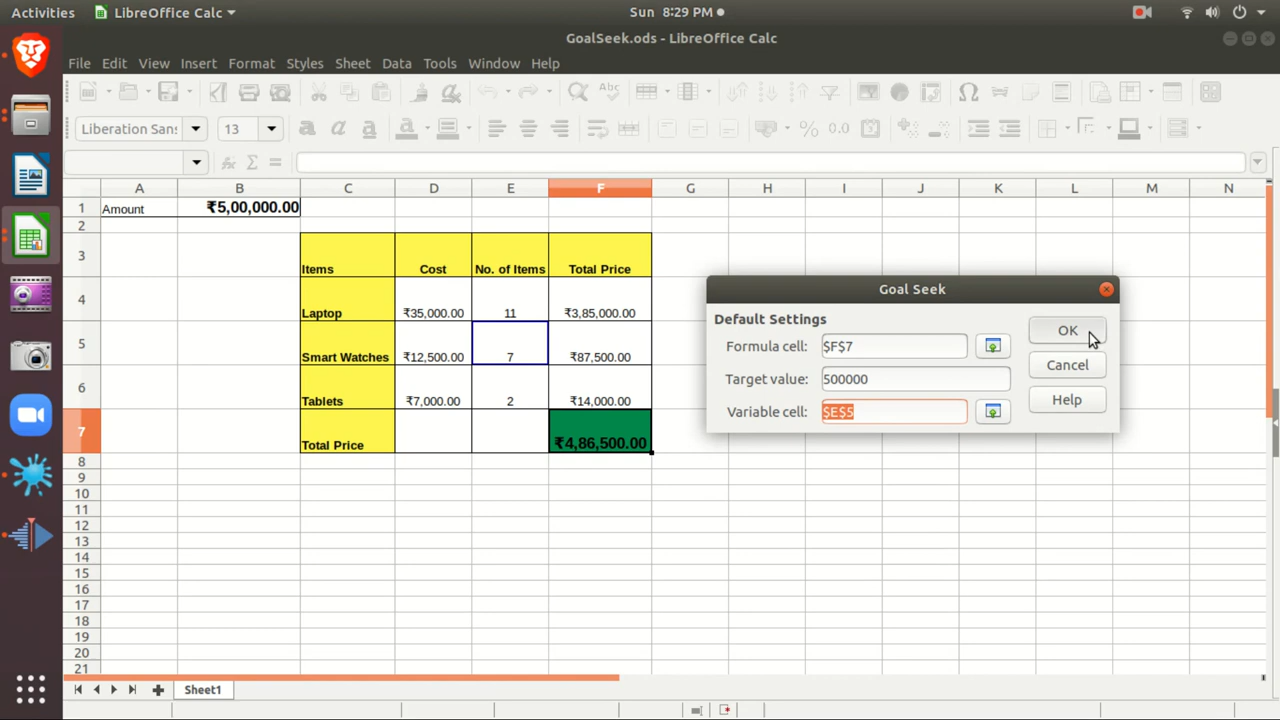 Activities LibreOffice Calc Sun 8:29 PM
GoalSeek.ods - LibreOffice Calc
File Edit View Insert Format Styles Sheet Data Tools Window Help
Liberation Sans 13
A B C D E F G H I J K L M N
1 Amount ₹5,00,000.00
2
3 Items Cost No. of Items Total Price
4 Laptop ₹35,000.00 11 ₹3,85,000.00
5 Smart Watches ₹12,500.00 7 ₹87,500.00
6 Tablets ₹7,000.00 2 ₹14,000.00
7 Total Price ₹4,86,500.00
8
9
10
11
12
13
14
15
16
17
18
19
20
21
Goal Seek
Default Settings
Formula cell: $F$7
Target value: 500000
Variable cell: $E$5
OK
Cancel
Help
Sheet1